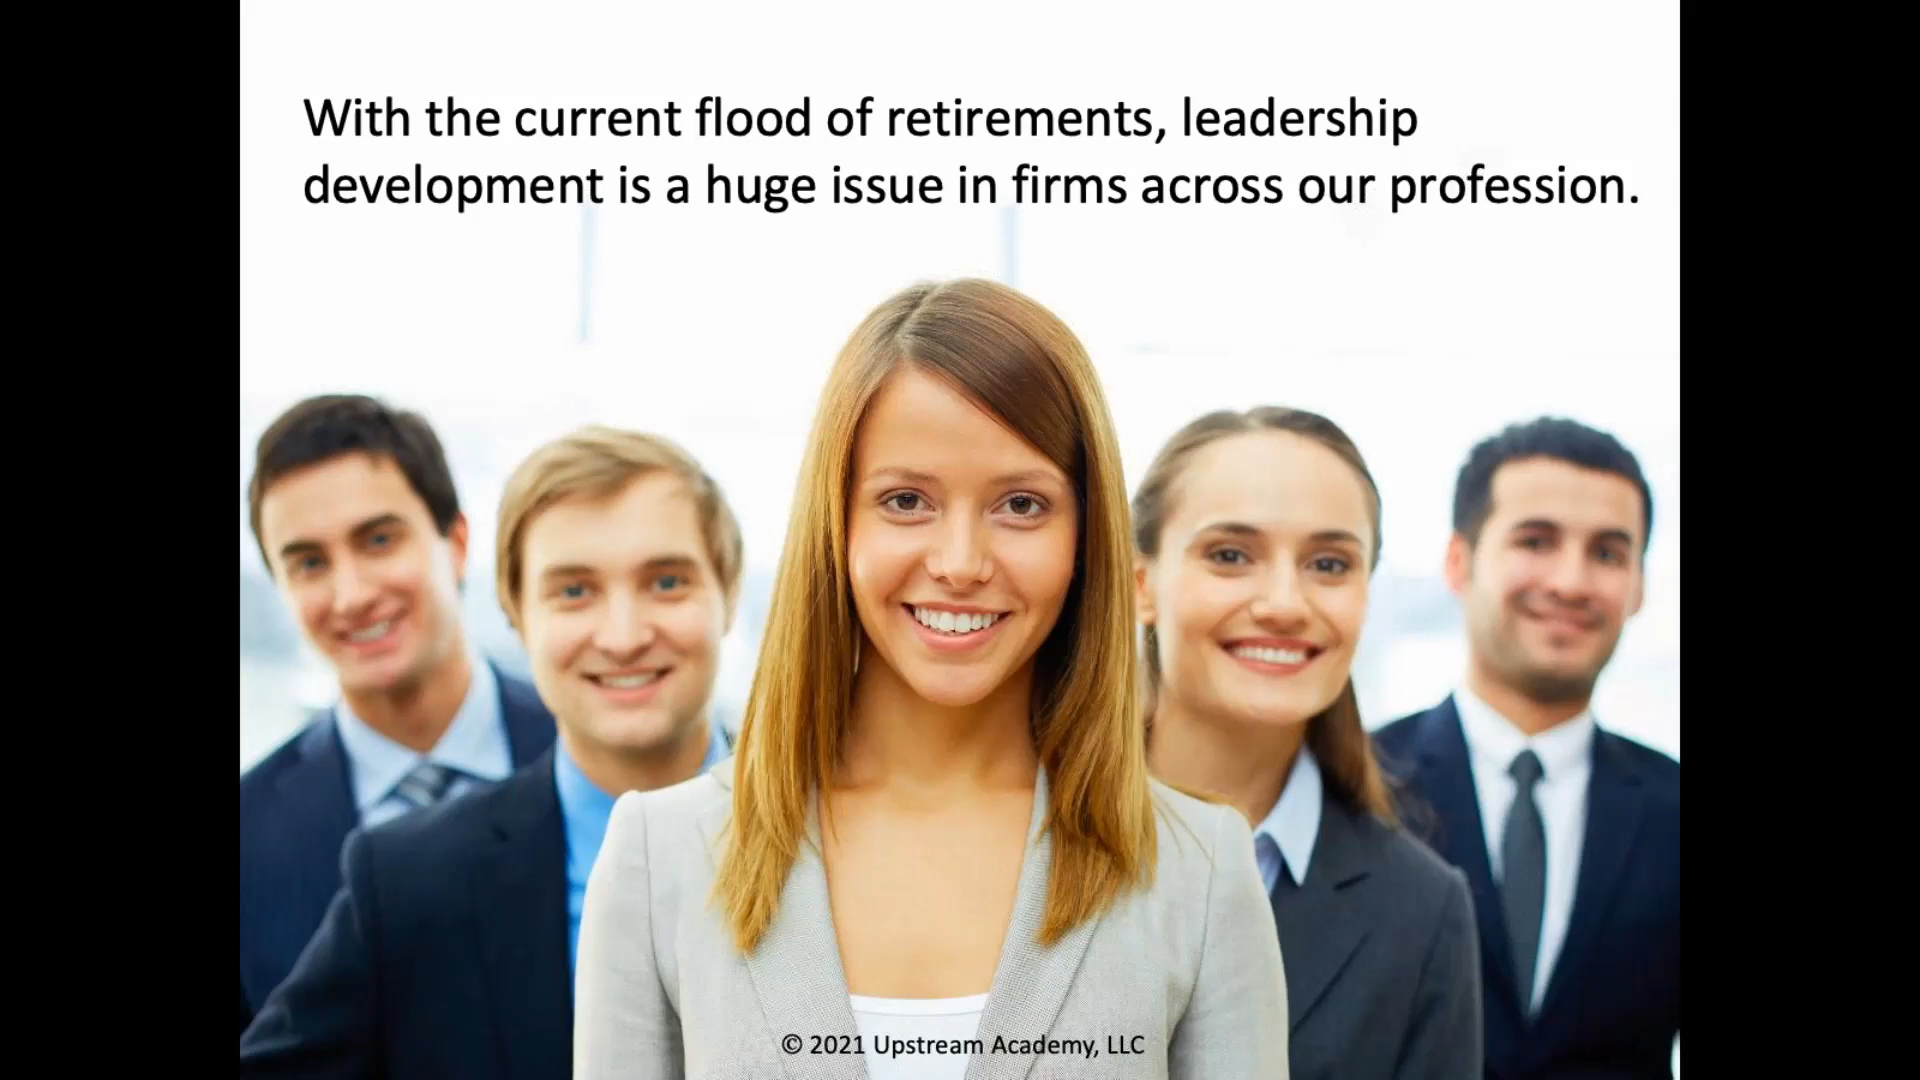 With the current flood of retirements, leadership
development is a huge issue in firms across our profession.
© 2021 Upstream Academy, LLC